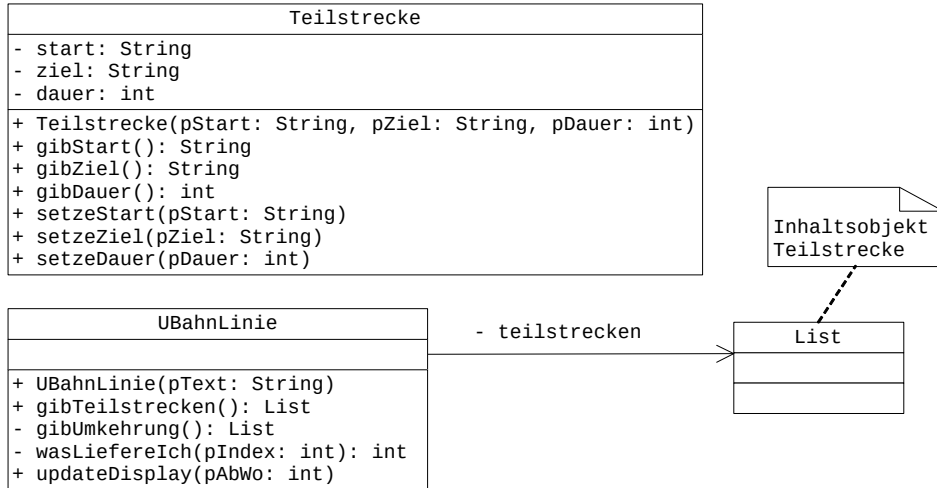 Teilstrecke
- start: String
- ziel: String
- dauer: int
+ Teilstrecke(pStart: String, pZiel: String, pDauer: int)
+ gibStart(): String
+ gibZiel(): String
+ gibDauer(): int
+ setzeStart(pStart: String)
+ setzeZiel(pZiel: String)
+ setzeDauer(pDauer: int)
Inhaltsobjekt
Teilstrecke
UBahnLinie
+ UBahnLinie(pText: String)
+ gibTeilstrecken(): List
- gibUmkehrung(): List
- wasLiefereIch(pIndex: int): int
+ updateDisplay(pAbWo: int)
- teilstrecken
List